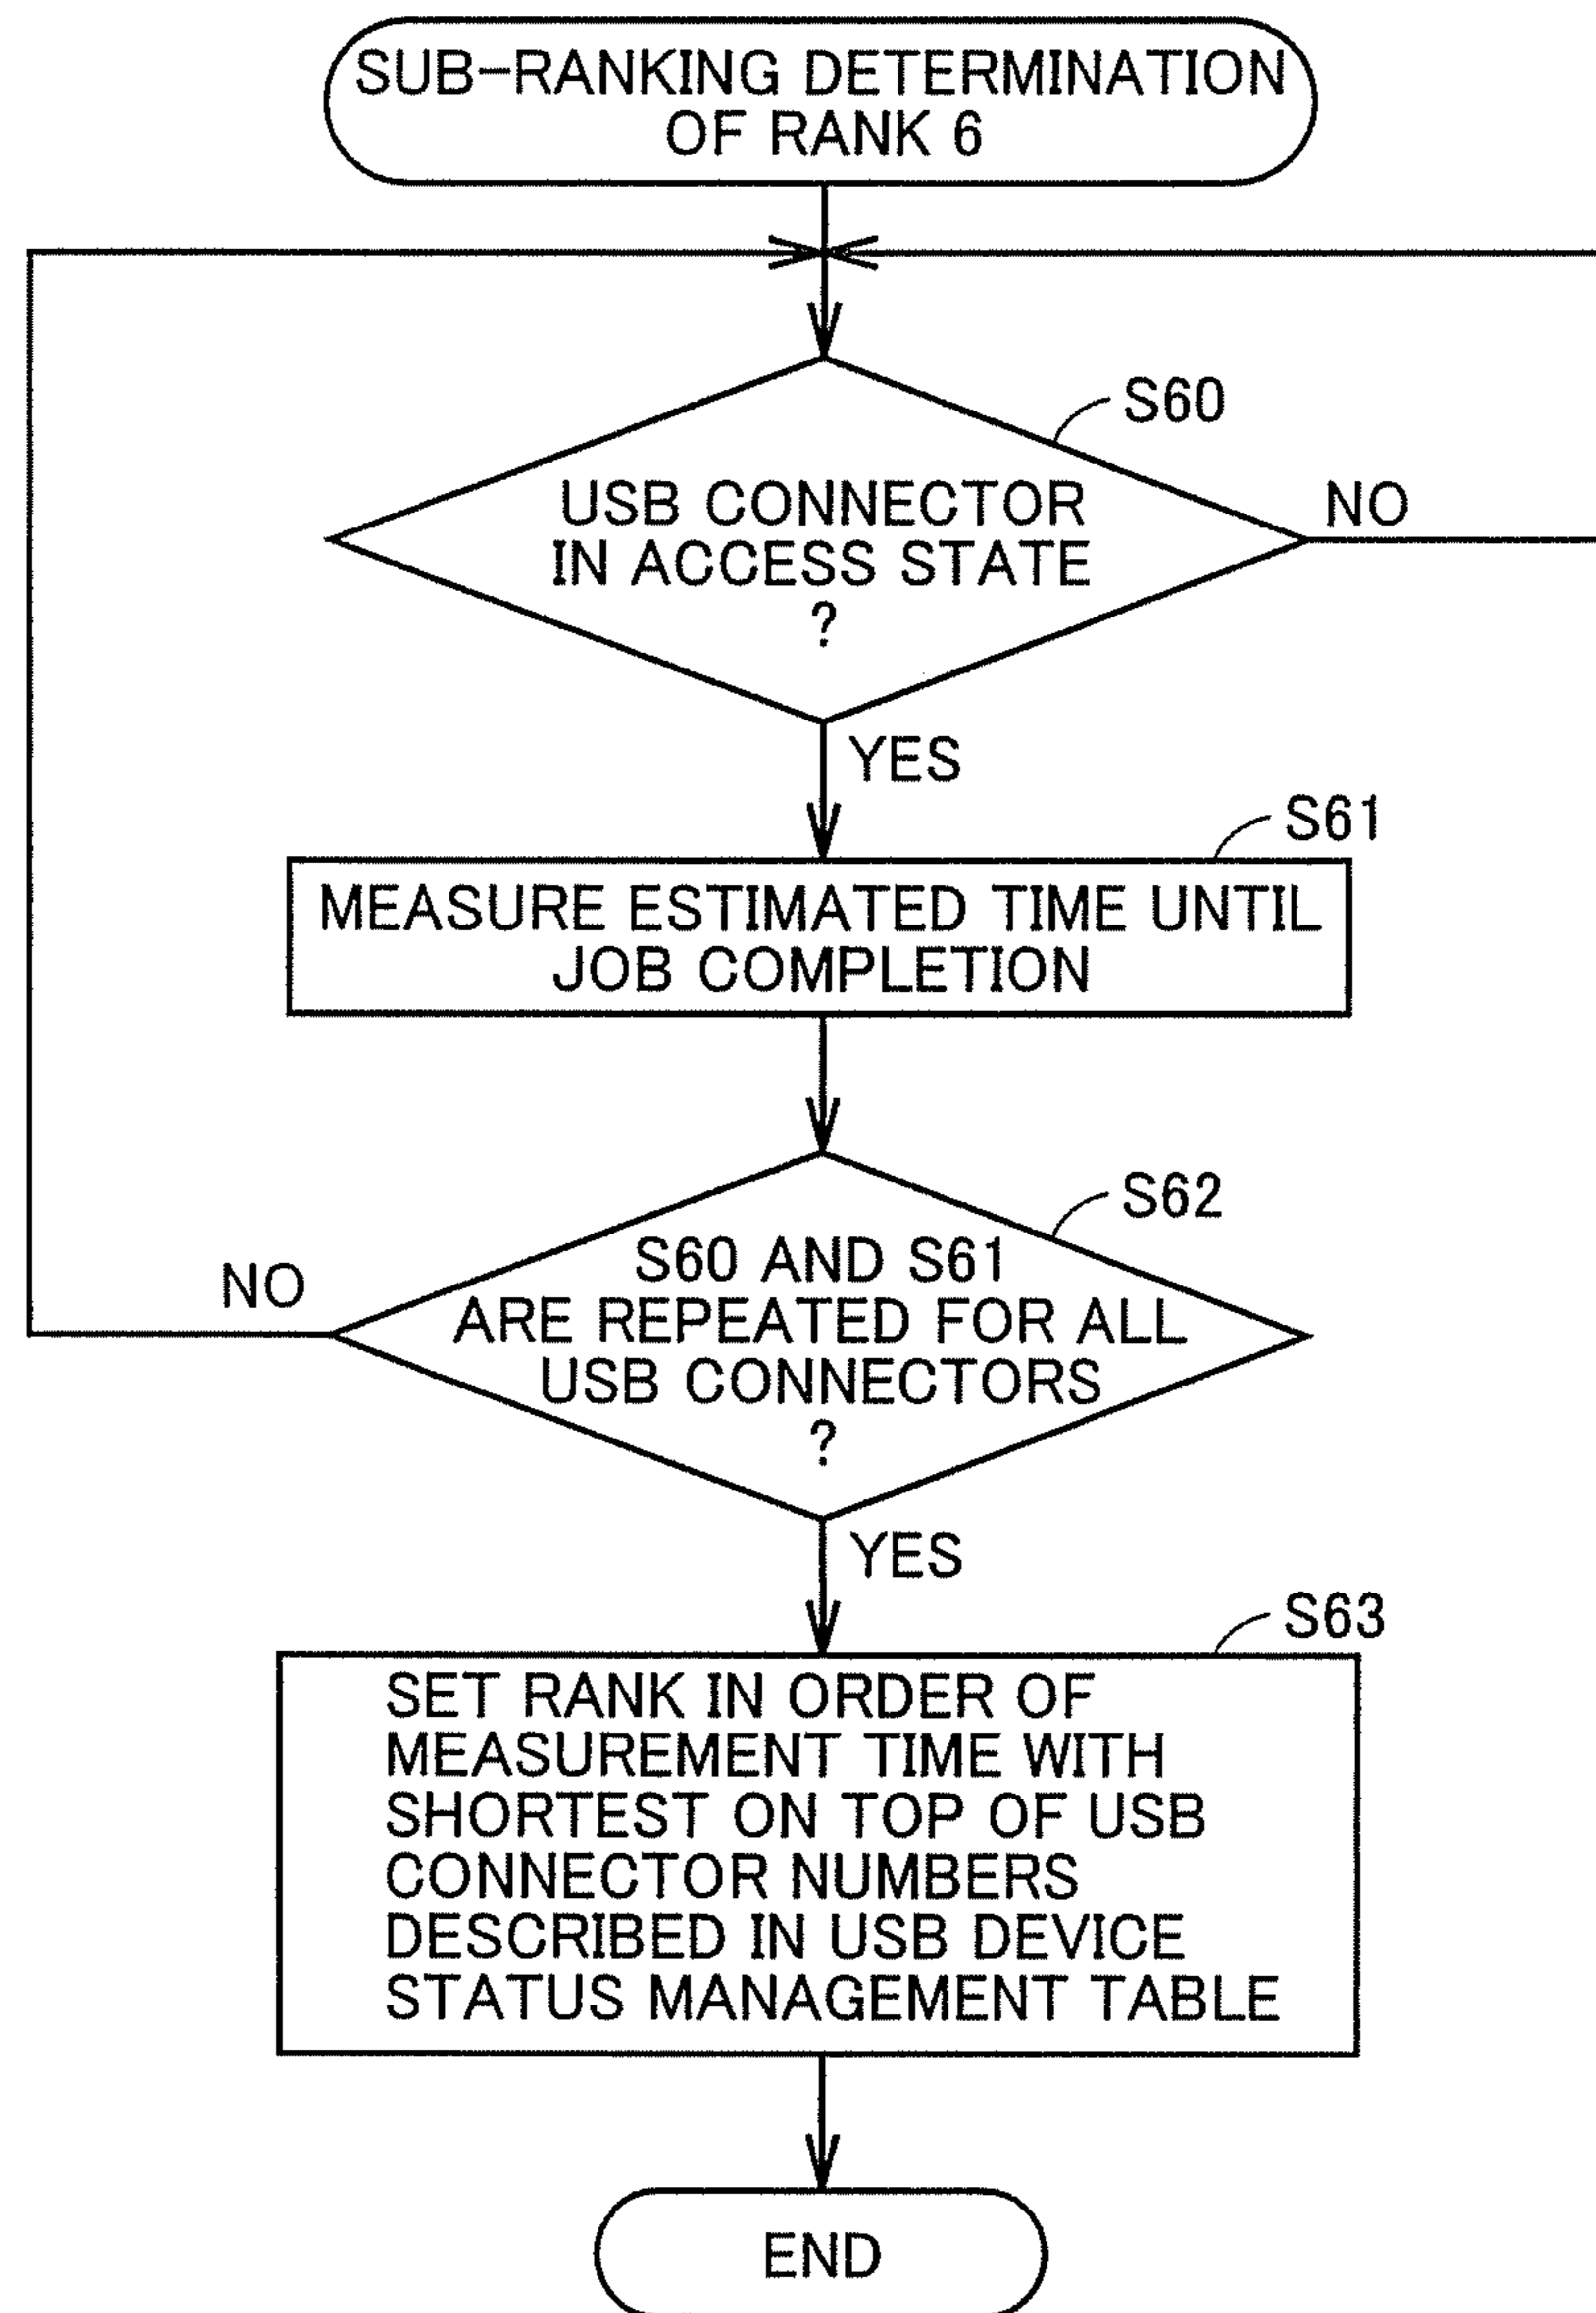 SUB-RANKING DETERMINATION
OF RANK 6
S60
USB CONNECTOR
IN ACCESS STATE
?
NO
YES
S61
MEASURE ESTIMATED TIME UNTIL
JOB COMPLETION
S62
S60 AND S61
ARE REPEATED FOR ALL
USB CONNECTORS
?
NO
YES
S63
SET RANK IN ORDER OF
MEASUREMENT TIME WITH
SHORTEST ON TOP OF USB
CONNECTOR NUMBERS
DESCRIBED IN USB DEVICE
STATUS MANAGEMENT TABLE
END